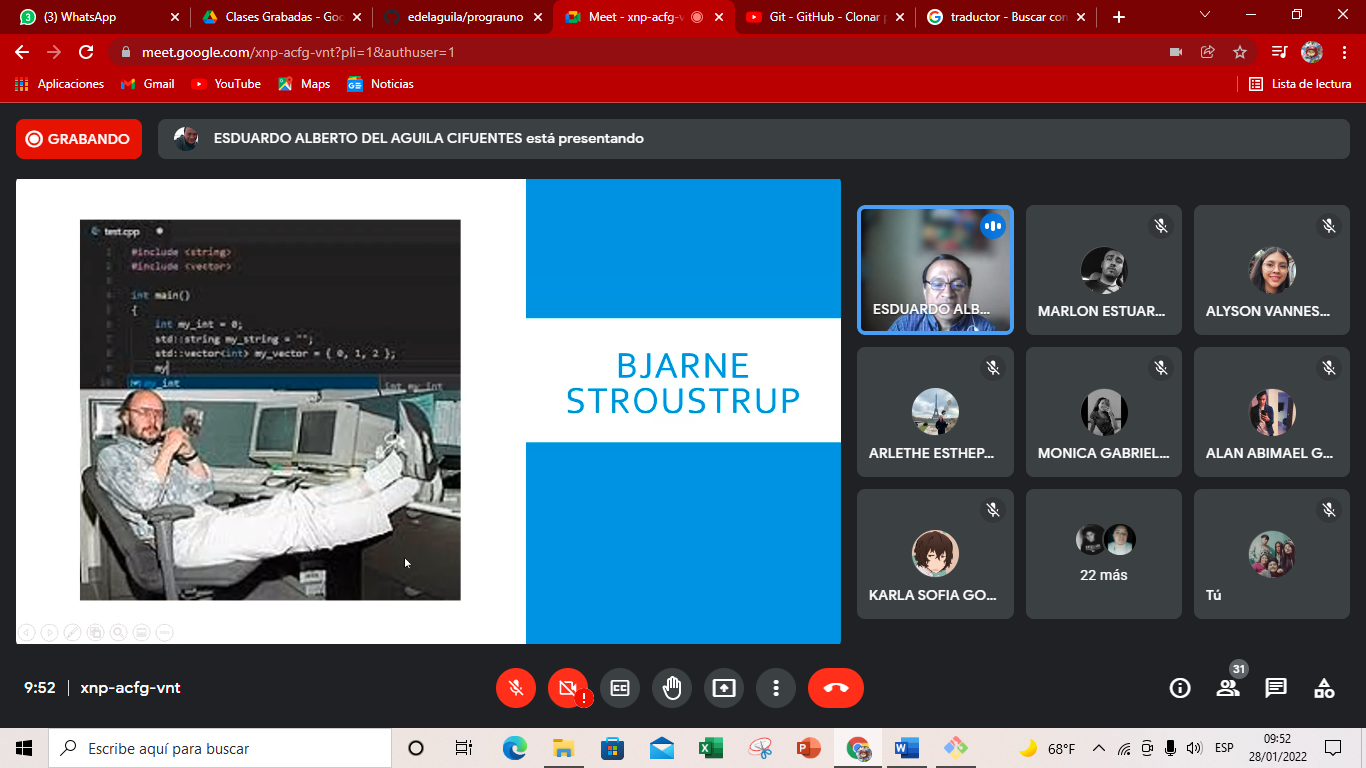 (3) WhatsApp
Clases Grabadas - Goo
edelaguila/prograuno
Meet - xnp-acfg-v
Git - GitHub - Clonar
traductor - Buscar con
meet.google.com/xnp-acfg-vnt?pli=1&authuser=1
Aplicaciones
Gmail
YouTube
Maps
Noticias
Lista de lectura
GRABANDO
ESDUARDO ALBERTO DEL AGUILA CIFUENTES está presentando
test.cpp
#include <string>
#include <vector>
int main()
{
int my_int = 0;
std::string my_string = "";
std::vector<int> my_vector = { 0, 1, 2 };
my
my_int
int my_int
BJARNE
STROUSTRUP
ESDUARDO ALB...
MARLON ESTUAR...
ALYSON VANNES...
ARLETHE ESTHEP...
MONICA GABRIEL...
ALAN ABIMAEL G...
KARLA SOFIA GO...
22 más
Tú
9:52 | xnp-acfg-vnt
31
Escribe aquí para buscar
68°F
ESP
09:52
28/01/2022